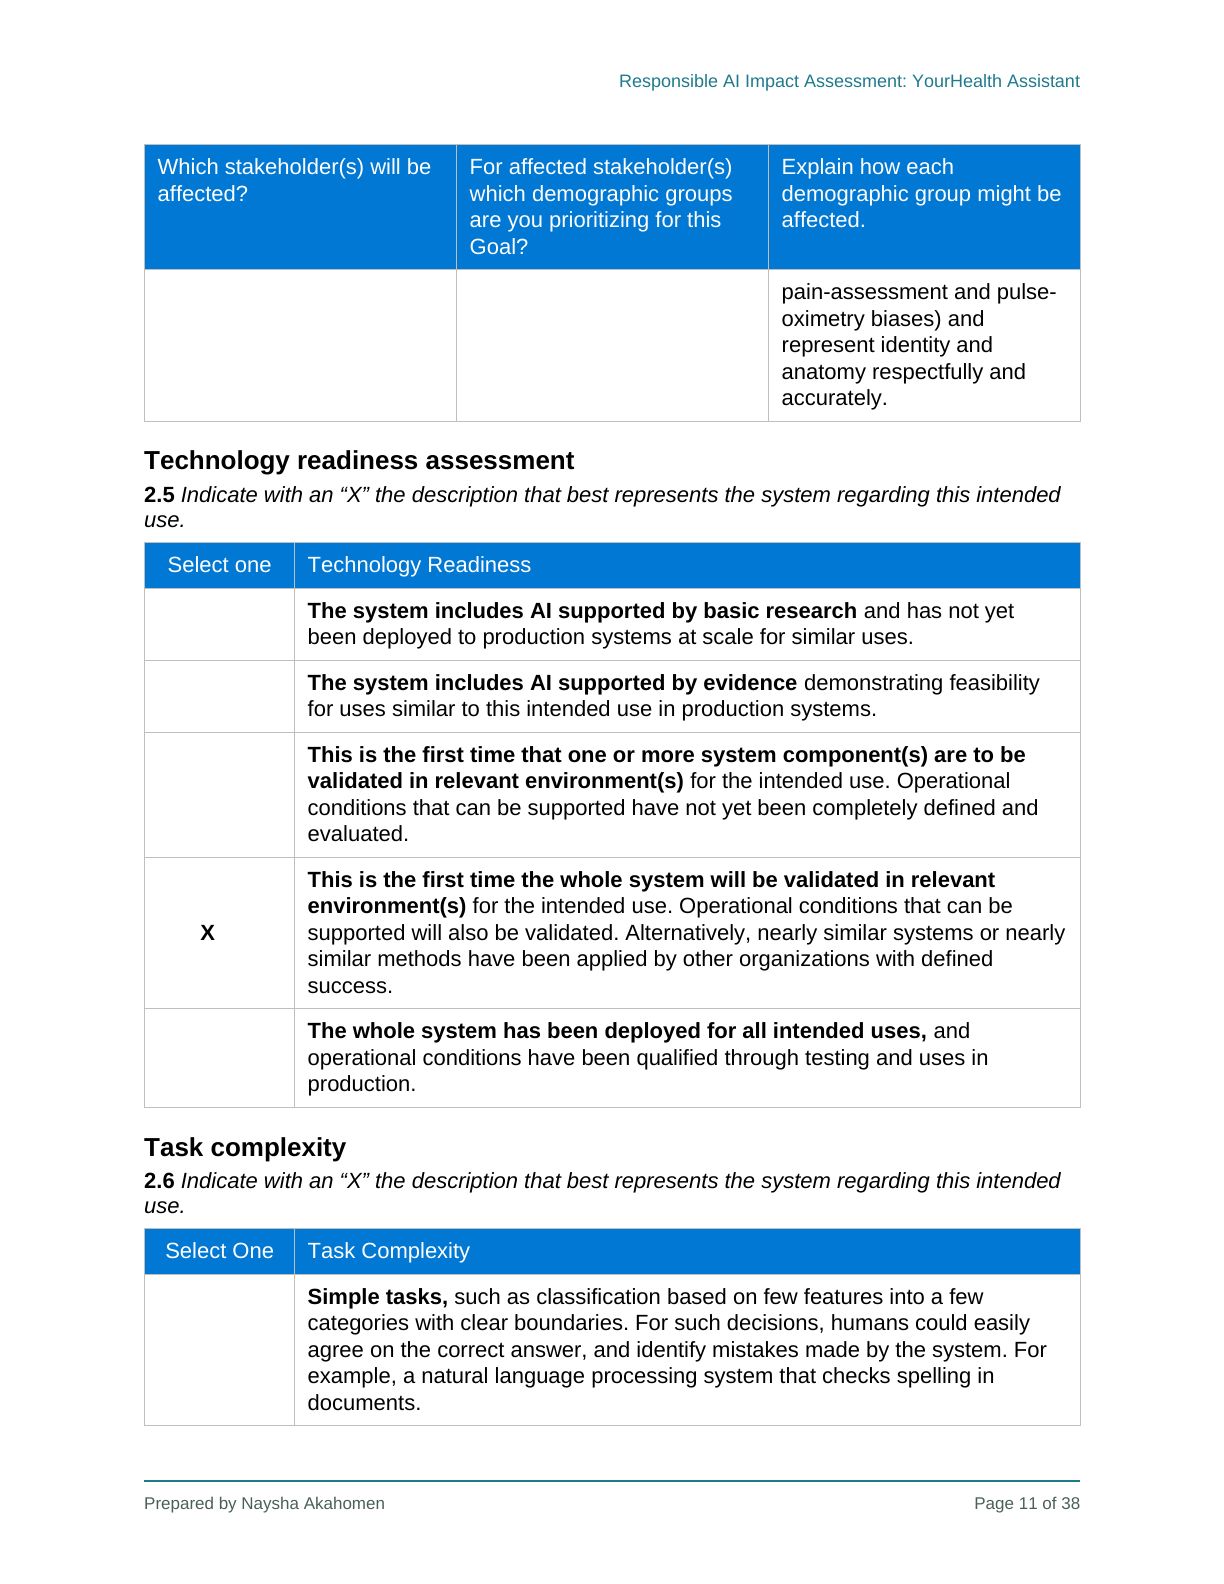 Responsible AI Impact Assessment: YourHealth Assistant
Which stakeholder(s) will be
affected?
For affected stakeholder(s)
which demographic groups
are you prioritizing for this
Goal?
Explain how each
demographic group might be
affected.
pain-assessment and pulse-
oximetry biases) and
represent identity and
anatomy respectfully and
accurately.
Technology readiness assessment
2.5 Indicate with an “X” the description that best represents the system regarding this intended
use.
Select one
Technology Readiness
The system includes AI supported by basic research and has not yet
been deployed to production systems at scale for similar uses.
The system includes AI supported by evidence demonstrating feasibility
for uses similar to this intended use in production systems.
This is the first time that one or more system component(s) are to be
validated in relevant environment(s) for the intended use. Operational
conditions that can be supported have not yet been completely defined and
evaluated.
X
This is the first time the whole system will be validated in relevant
environment(s) for the intended use. Operational conditions that can be
supported will also be validated. Alternatively, nearly similar systems or nearly
similar methods have been applied by other organizations with defined
success.
The whole system has been deployed for all intended uses, and
operational conditions have been qualified through testing and uses in
production.
Task complexity
2.6 Indicate with an “X” the description that best represents the system regarding this intended
use.
Select One
Task Complexity
Simple tasks, such as classification based on few features into a few
categories with clear boundaries. For such decisions, humans could easily
agree on the correct answer, and identify mistakes made by the system. For
example, a natural language processing system that checks spelling in
documents.
Prepared by Naysha Akahomen
Page 11 of 38